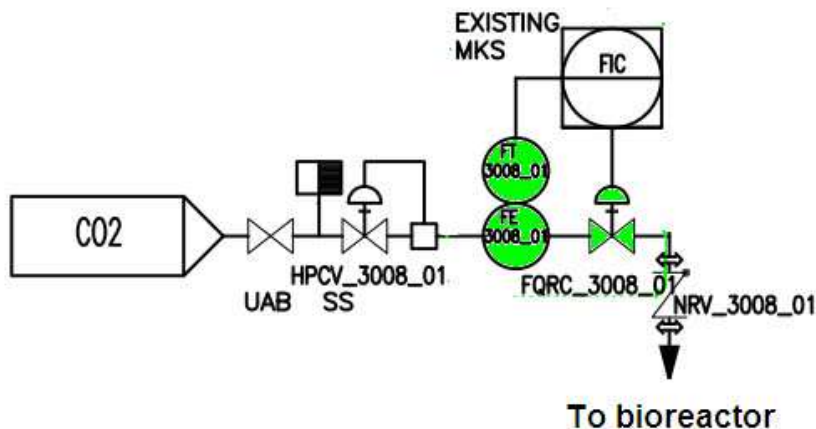 EXISTING
MKS
FIC
FT
3008_01
CO2
FE
3008_01
HPCV_3008_01
UAB SS
FQRC_3008_01
NRV_3008_01
To bioreactor